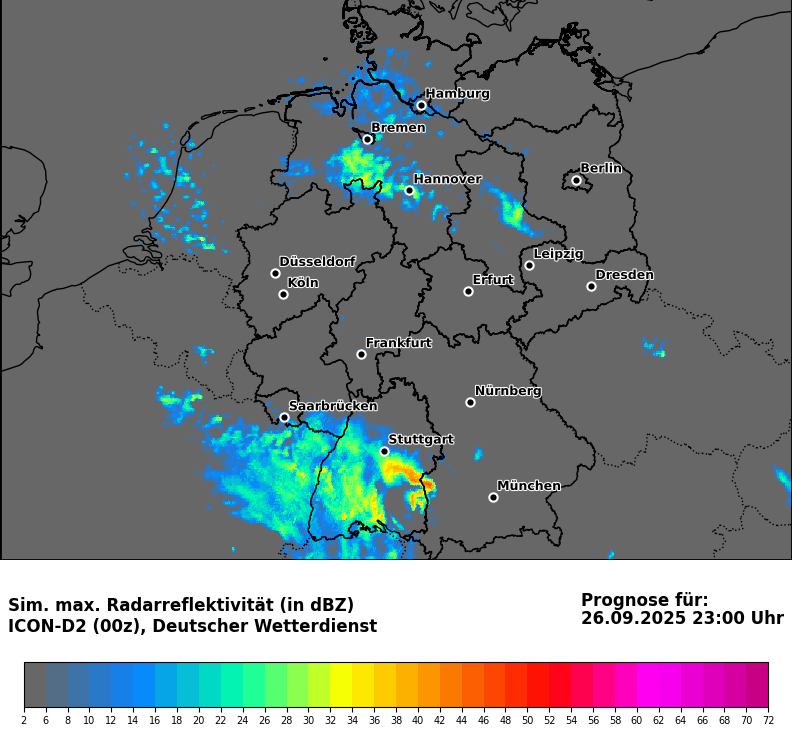 Hamburg
Bremen
Hannover
Berlin
Leipzig
Dresden
Düsseldorf
Köln
Erfurt
Frankfurt
Nürnberg
Saarbrücken
Stuttgart
München
Sim. max. Radarreflektivität (in dBZ)
ICON-D2 (00z), Deutscher Wetterdienst
Prognose für:
26.09.2025 23:00 Uhr
2 6 8 10 12 14 16 18 20 22 24 26 28 30 32 34 36 38 40 42 44 46 48 50 52 54 56 58 60 62 64 66 68 70 72